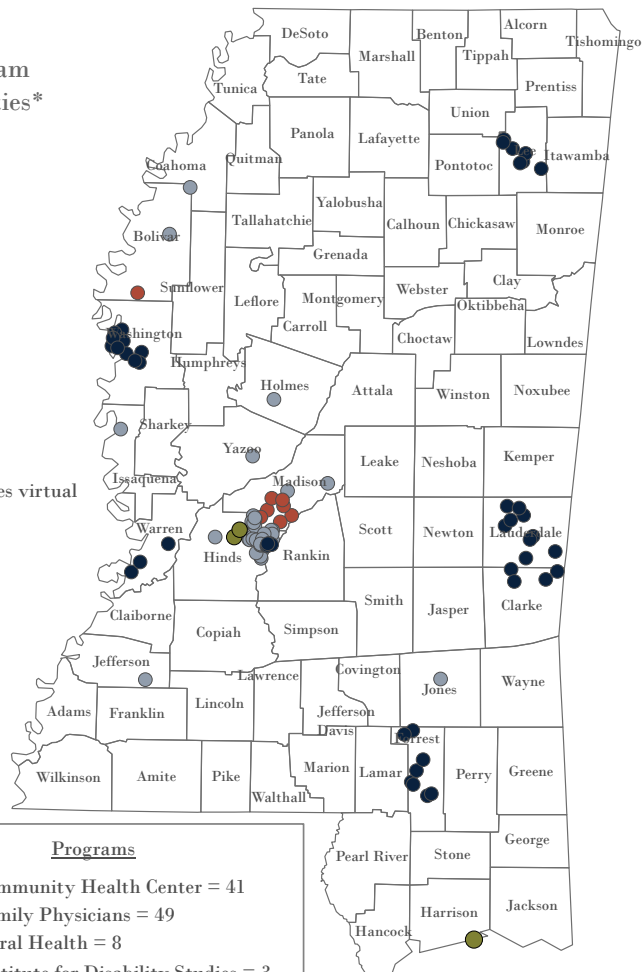 am
ties*
es virtual
DeSoto
Marshall
Benton
Alcorn
Tishomingo
Tippah
Tunica
Tate
Prentiss
Union
Panola
Lafayette
Coahoma
Quitman
Pontotoc
Lee
Itawamba
Bolivar
Tallahatchie
Yalobusha
Calhoun
Chickasaw
Monroe
Grenada
Sunflower
Leflore
Montgomery
Webster
Clay
Oktibbeha
Washington
Carroll
Choctaw
Lowndes
Humphreys
Holmes
Attala
Winston
Noxubee
Sharkey
Yazoo
Leake
Neshoba
Kemper
Issaquena
Madison
Warren
Hinds
Rankin
Scott
Newton
Lauderdale
Claiborne
Copiah
Simpson
Smith
Jasper
Clarke
Jefferson
Lawrence
Covington
Jones
Wayne
Adams
Franklin
Lincoln
Jefferson
Davis
Forrest
Wilkinson
Amite
Pike
Walthall
Marion
Lamar
Perry
Greene
Pearl River
Stone
George
Hancock
Harrison
Jackson
Programs
mmunity Health Center = 41
mily Physicians = 49
ral Health = 8
stitute for Disability Studies = 3